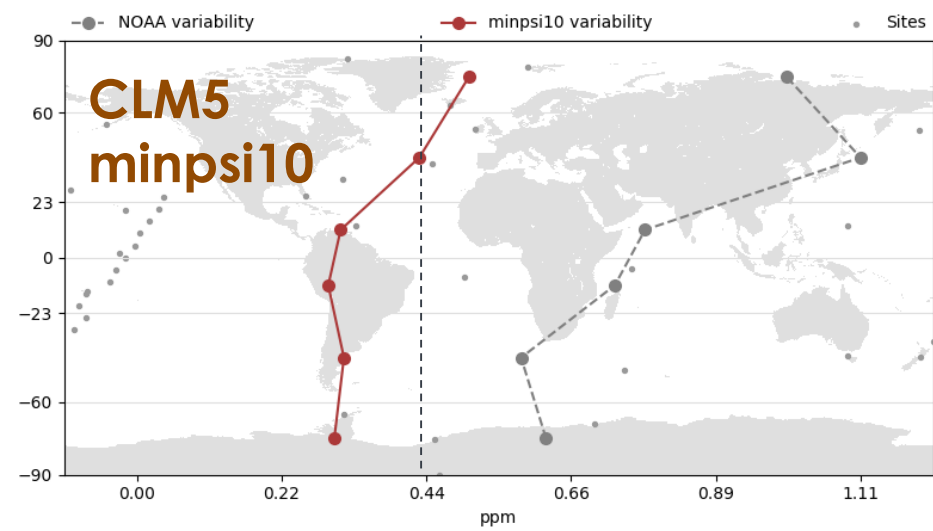 NOAA variability minpsi10 variability Sites
CLM5
minpsi10
90
60
23
0
−23
−60
−90
0.00 0.22 0.44 0.66 0.89 1.11
ppm